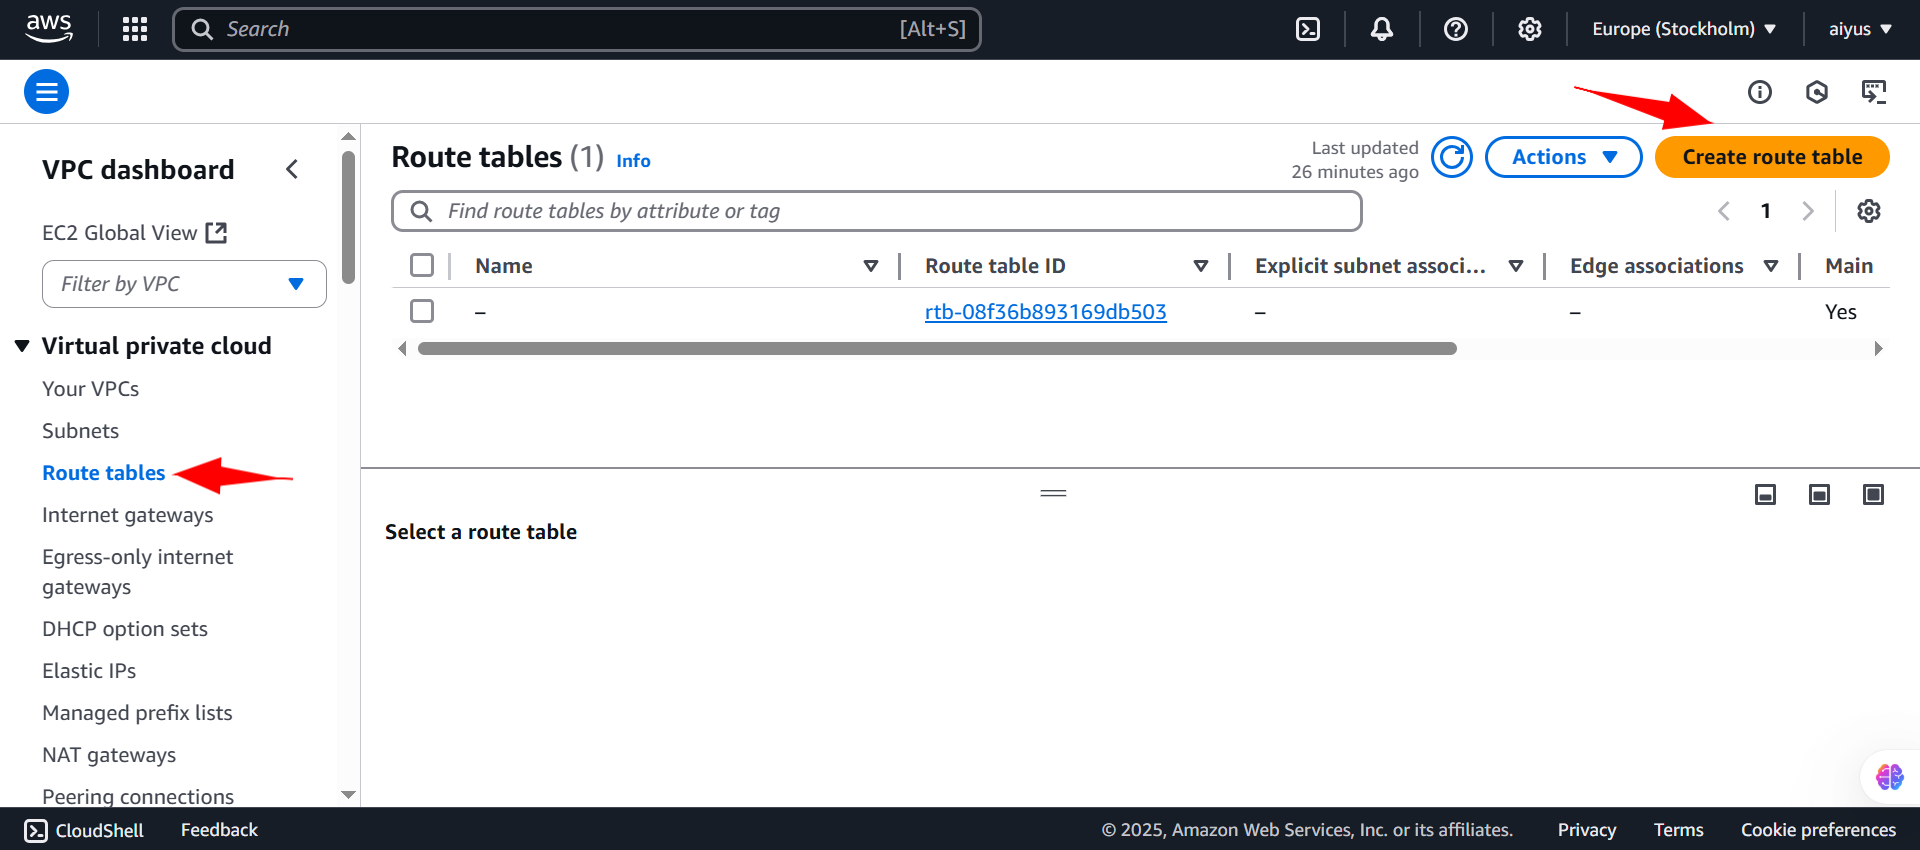 aws
Search
[Alt+S]
Europe (Stockholm)
aiyus
VPC dashboard
EC2 Global View
Filter by VPC
Virtual private cloud
Your VPCs
Subnets
Route tables
Internet gateways
Egress-only internet
gateways
DHCP option sets
Elastic IPs
Managed prefix lists
NAT gateways
Peering connections
Route tables (1) Info
Last updated
26 minutes ago
Actions
Create route table
Find route tables by attribute or tag
1
Name Route table ID Explicit subnet associ... Edge associations Main
– rtb-08f36b893169db503 – – Yes
Select a route table
CloudShell Feedback © 2025, Amazon Web Services, Inc. or its affiliates. Privacy Terms Cookie preferences